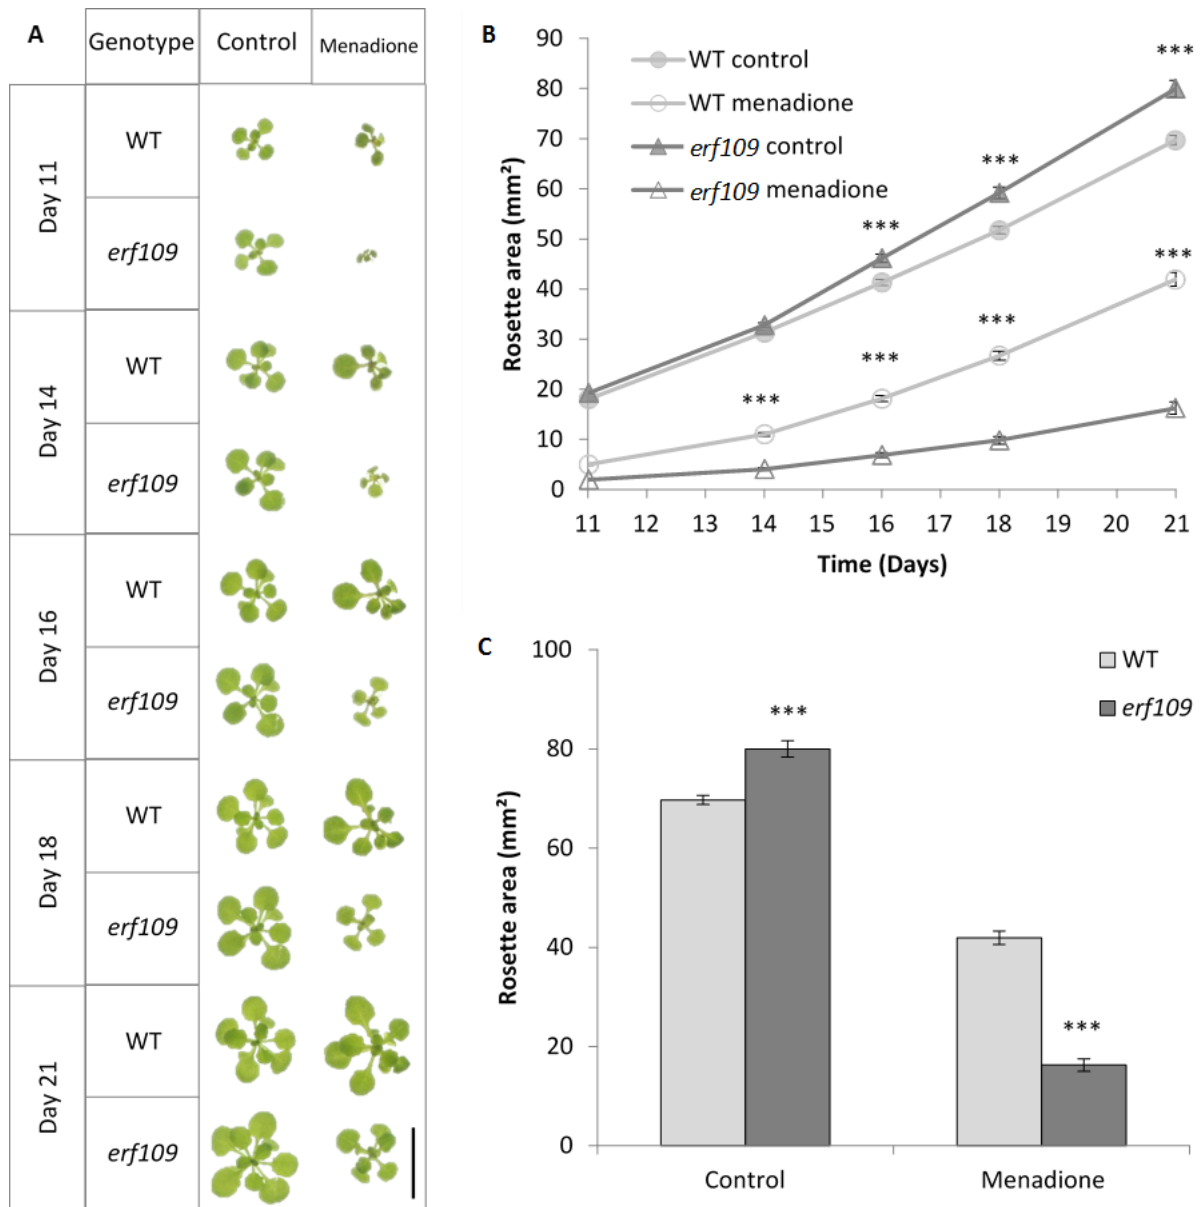 A
Genotype Control Menadione
Day 11
WT
erf109
Day 14
WT
erf109
Day 16
WT
erf109
Day 18
WT
erf109
Day 21
WT
erf109
B
Rosette area (mm²)
90
80
70
60
50
40
30
20
10
0
WT control
WT menadione
erf109 control
erf109 menadione
***
***
***
***
***
***
***
11 12 13 14 15 16 17 18 19 20 21
Time (Days)
C
Rosette area (mm²)
100
80
60
40
20
0
WT
erf109
***
***
Control Menadione